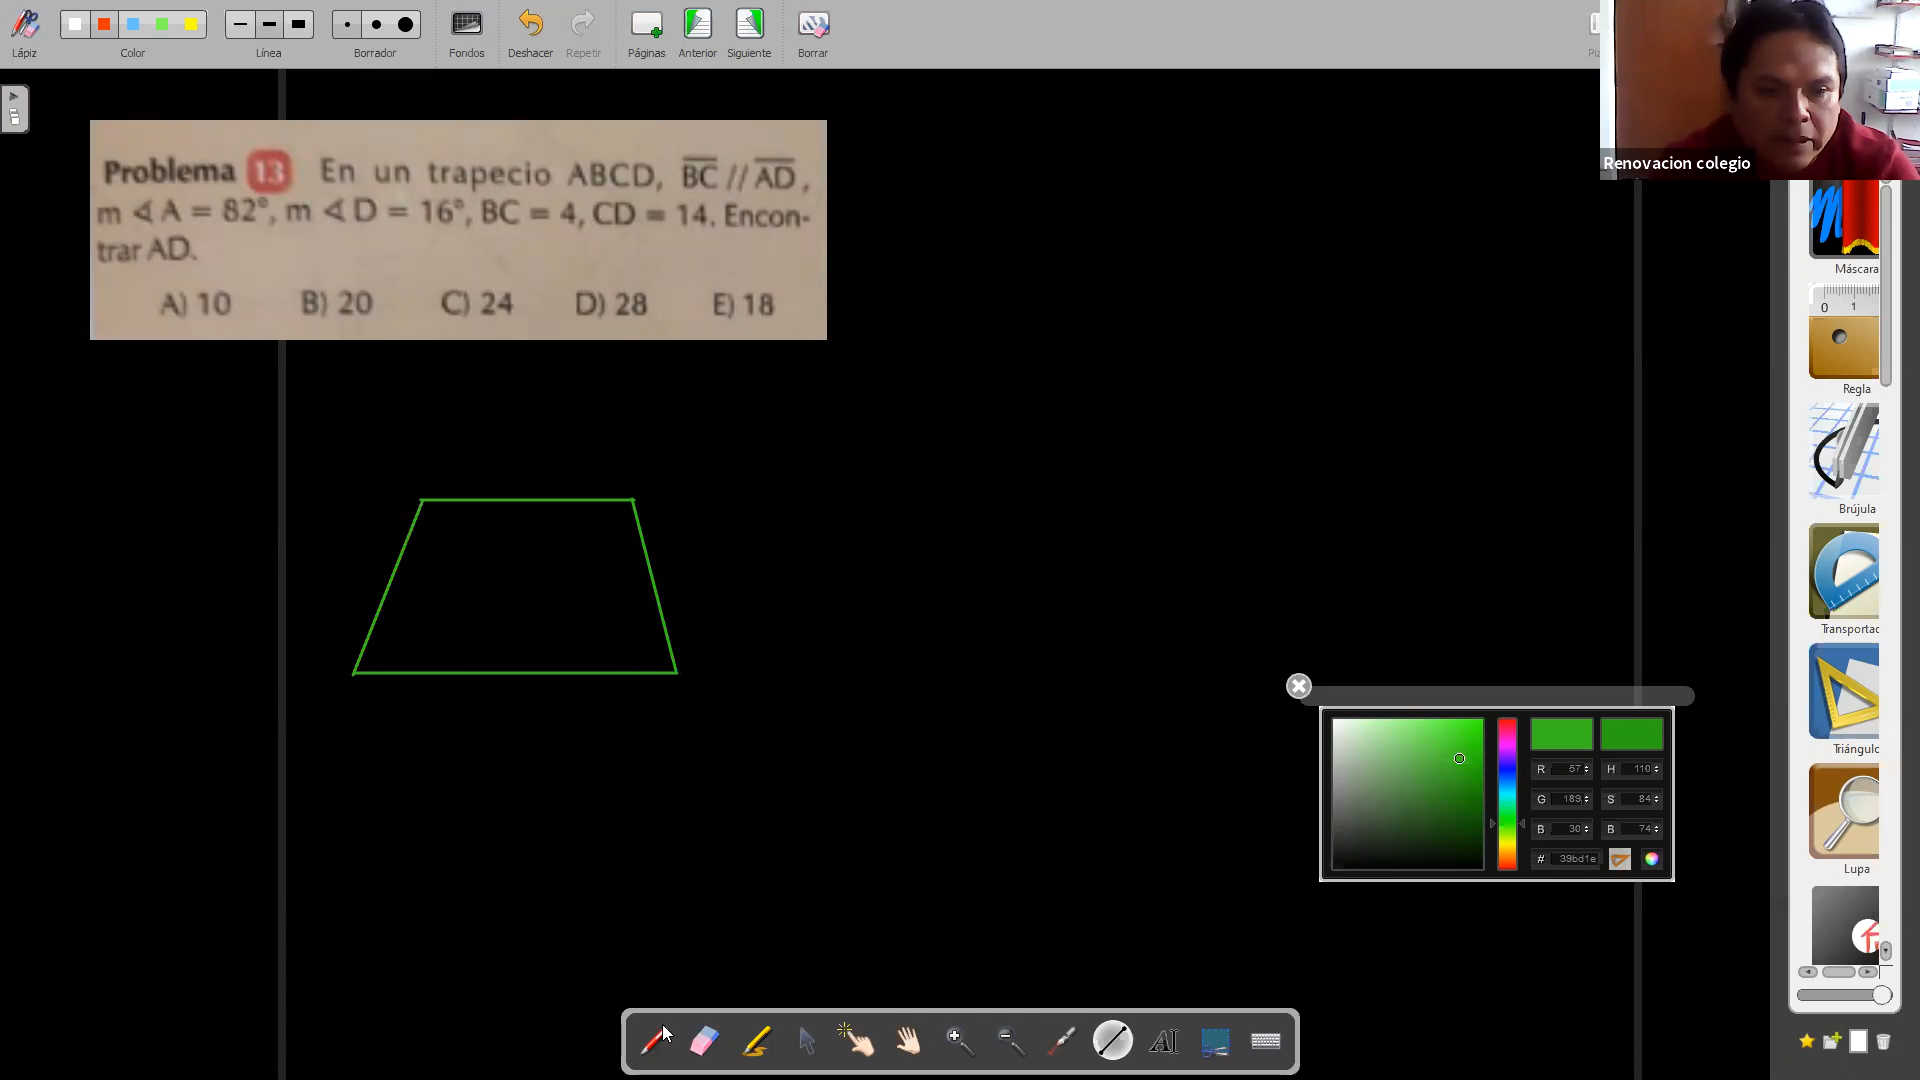 Lápiz
Color
Línea
Borrador
Fondos
Deshacer
Repetir
Páginas
Anterior
Siguiente
Borrar
Renovacion colegio
Problema 13 En un trapecio ABCD, BC // AD,
m∢A = 82°, m∢D = 16°, BC = 4, CD = 14. Encon-
trar AD.
A) 10 B) 20 C) 24 D) 28 E) 18
Máscara
0 1
Regla
Brújula
Transportad
Triángulo
Lupa
R 57 H 110
G 189 S 84
B 30 B 74
# 39bd1e
AI